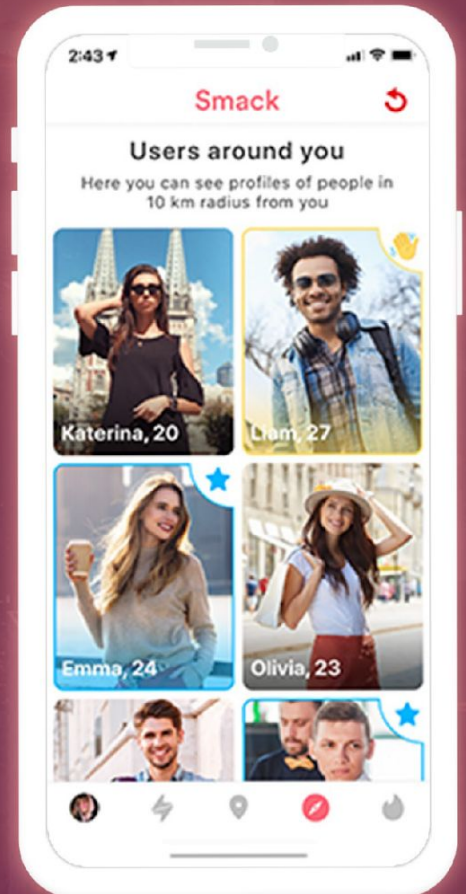 2:43
Smack
Users around you
Here you can see profiles of people in
10 km radius from you
Katerina, 20
Liam, 27
Emma, 24
Olivia, 23